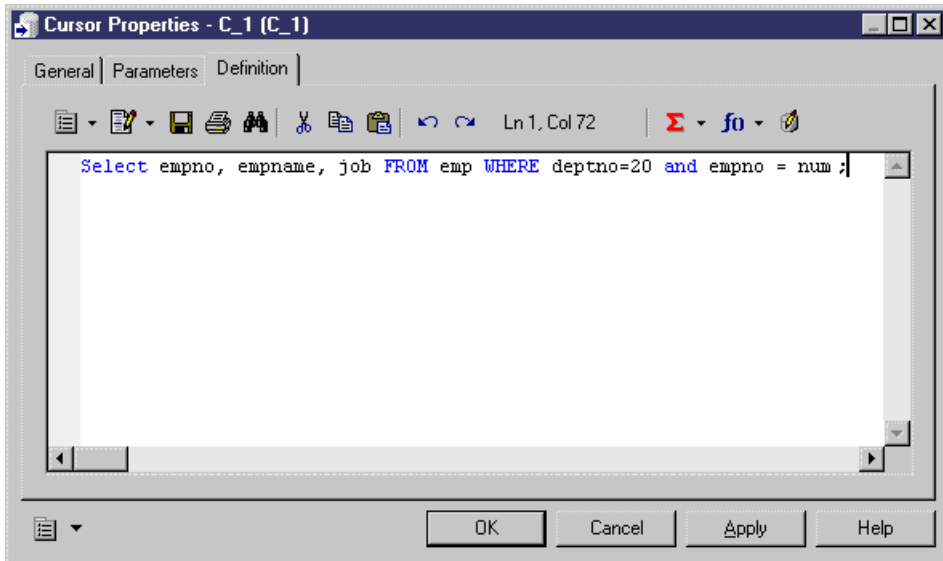 Cursor Properties - C_1 (C_1)
General Parameters Definition
Ln 1, Col 72 Σ f()
Select empno, empname, job FROM emp WHERE deptno=20 and empno = num ;
OK Cancel Apply Help